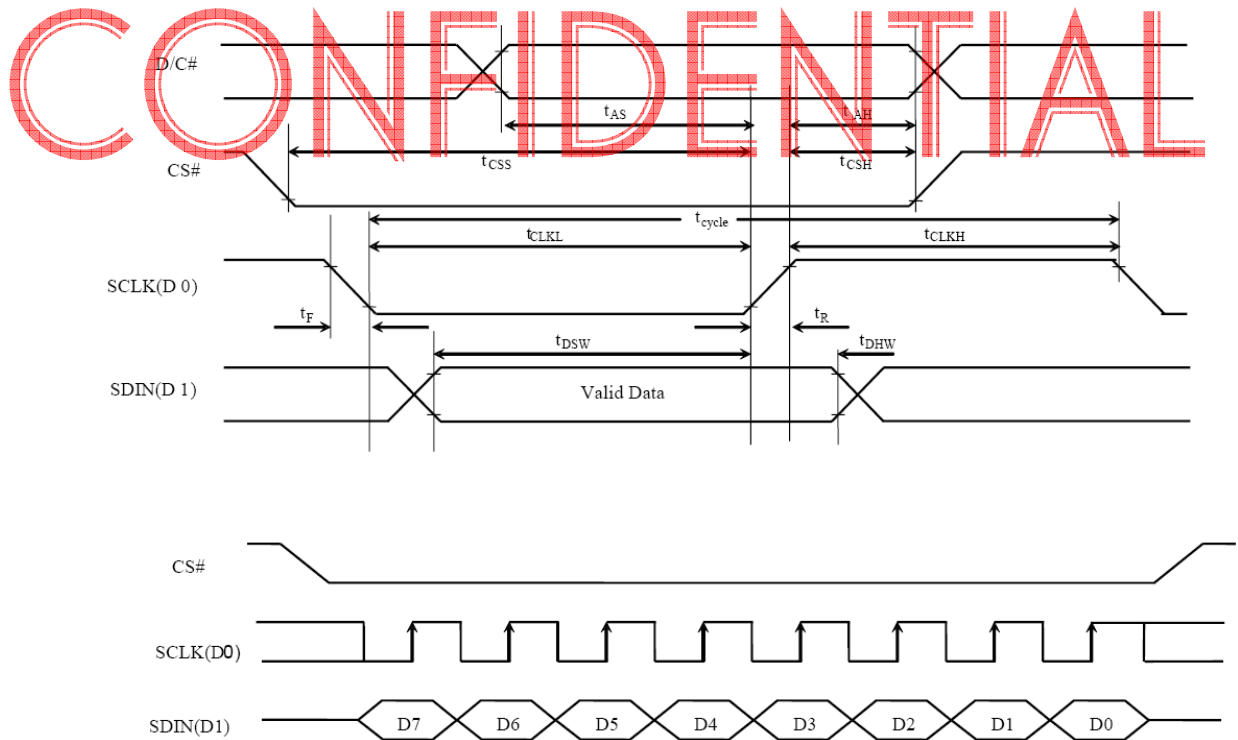 CONFIDENTIAL
D/C#
tAS
tAH
CS#
tCSS
tCSH
tcycle
tCLKL
tCLKH
SCLK(D 0)
tF
tR
tDSW
tDHW
SDIN(D 1)
Valid Data
CS#
SCLK(D0)
SDIN(D1)
D7 D6 D5 D4 D3 D2 D1 D0